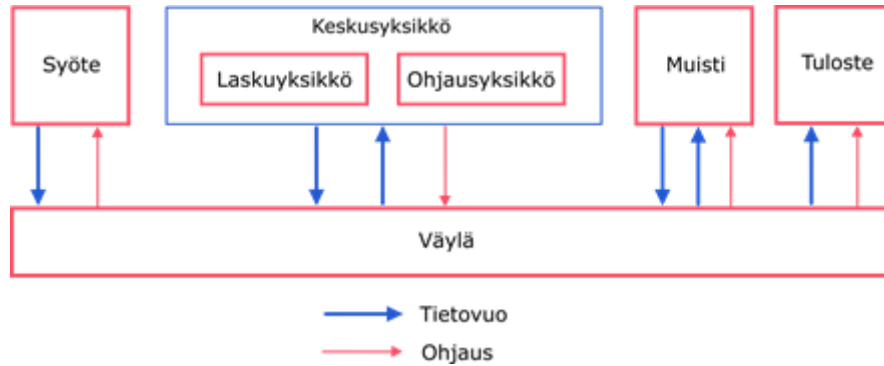 Syöte
Keskusyksikkö
Laskuyksikkö
Ohjausyksikkö
Muisti
Tuloste
Väylä
Tietovuo
Ohjaus